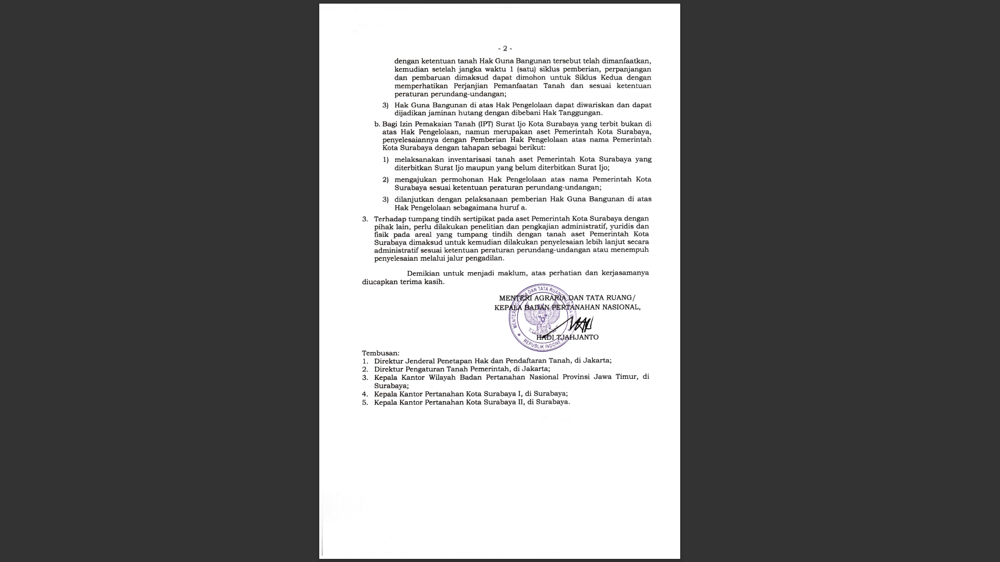 - 2 -
dengan ketentuan tanah Hak Guna Bangunan tersebut telah dimanfaatkan,
kemudian setelah jangka waktu 1 (satu) siklus pemberian, perpanjangan
dan pembaruan dimaksud dapat dimohon untuk Siklus Kedua dengan
memperhatikan Perjanjian Pemanfaatan Tanah dan sesuai ketentuan
peraturan perundang-undangan;
3) Hak Guna Bangunan di atas Hak Pengelolaan dapat diwariskan dan dapat
dijadikan jaminan hutang dengan dibebani Hak Tanggungan.
b. Bagi Izin Pemakaian Tanah (IPT) Surat Ijo Kota Surabaya yang terbit bukan di
atas Hak Pengelolaan, namun merupakan aset Pemerintah Kota Surabaya,
penyelesaiannya dengan Pemberian Hak Pengelolaan atas nama Pemerintah
Kota Surabaya dengan tahapan sebagai berikut:
1) melaksanakan inventarisasi tanah aset Pemerintah Kota Surabaya yang
diterbitkan Surat Ijo maupun yang belum diterbitkan Surat Ijo;
2) mengajukan permohonan Hak Pengelolaan atas nama Pemerintah Kota
Surabaya sesuai ketentuan peraturan perundang-undangan;
3) dilanjutkan dengan pelaksanaan pemberian Hak Guna Bangunan di atas
Hak Pengelolaan sebagaimana huruf a.
3. Terhadap tumpang tindih sertipikat pada aset Pemerintah Kota Surabaya dengan
pihak lain, perlu dilakukan penelitian dan pengkajian administratif, yuridis dan
fisik pada areal yang tumpang tindih dengan tanah aset Pemerintah Kota
Surabaya dimaksud untuk kemudian dilakukan penyelesaian lebih lanjut secara
administratif sesuai ketentuan peraturan perundang-undangan atau menempuh
penyelesaian melalui jalur pengadilan.
Demikian untuk menjadi maklum, atas perhatian dan kerjasamanya
diucapkan terima kasih.
MENTERI AGRARIA DAN TATA RUANG/
KEPALA BADAN PERTANAHAN NASIONAL,
DAN TATA RUANG
REPUBLIK INDONES
HADI TJAHJANTO
Tembusan:
1. Direktur Jenderal Penetapan Hak dan Pendaftaran Tanah, di Jakarta;
2. Direktur Pengaturan Tanah Pemerintah, di Jakarta;
3. Kepala Kantor Wilayah Badan Pertanahan Nasional Provinsi Jawa Timur, di
Surabaya;
4. Kepala Kantor Pertanahan Kota Surabaya I, di Surabaya;
5. Kepala Kantor Pertanahan Kota Surabaya II, di Surabaya.